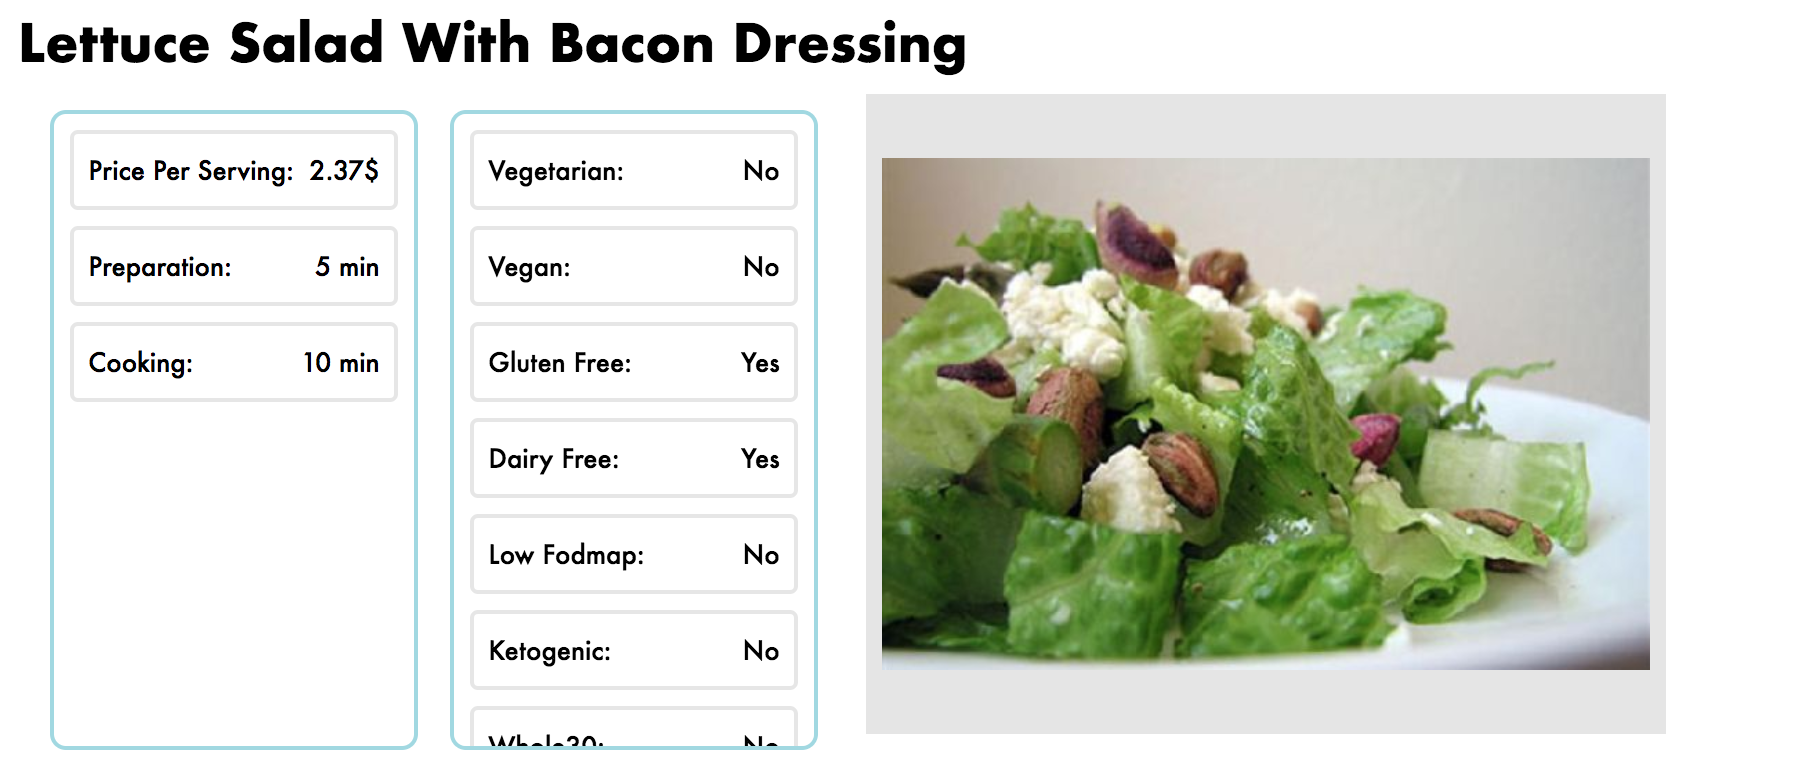 Lettuce Salad With Bacon Dressing
Price Per Serving: 2.37$
Preparation: 5 min
Cooking: 10 min
Vegetarian: No
Vegan: No
Gluten Free: Yes
Dairy Free: Yes
Low Fodmap: No
Ketogenic: No
Whole30: No